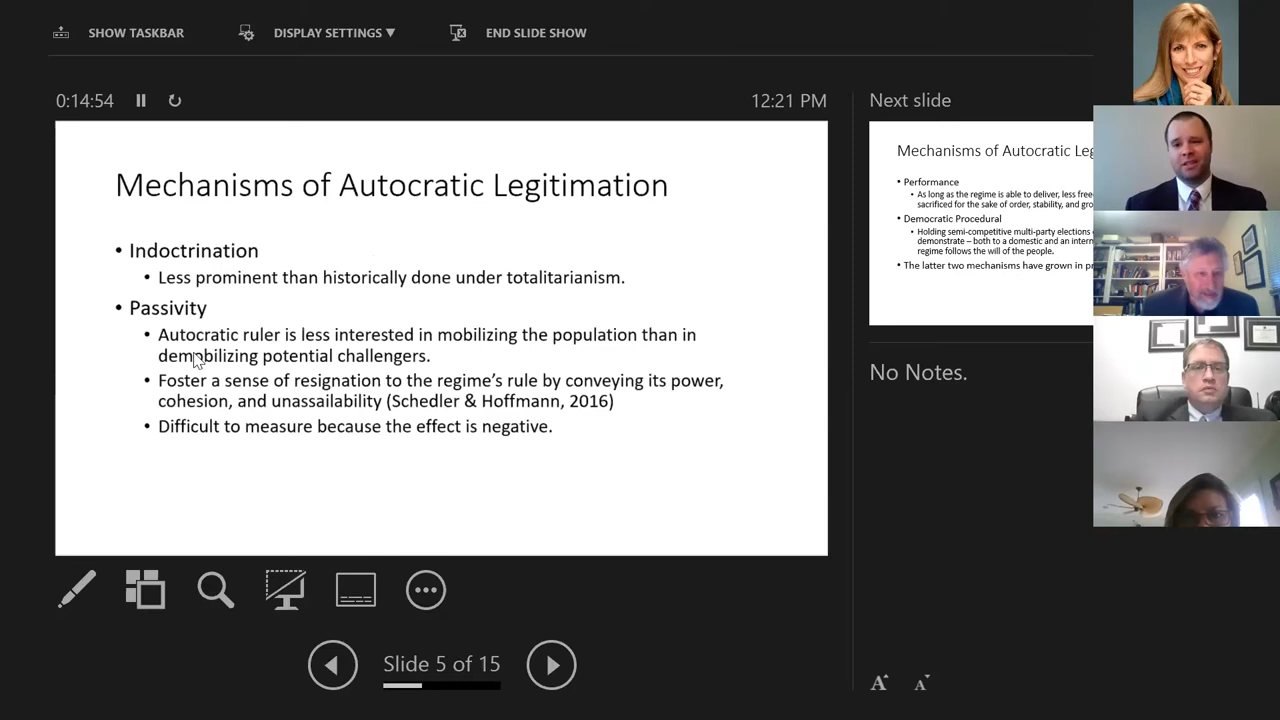 SHOW TASKBAR
DISPLAY SETTINGS ▼
END SLIDE SHOW
0:14:54
12:21 PM
Mechanisms of Autocratic Legitimation
• Indoctrination
• Less prominent than historically done under totalitarianism.
• Passivity
• Autocratic ruler is less interested in mobilizing the population than in
demobilizing potential challengers.
• Foster a sense of resignation to the regime's rule by conveying its power,
cohesion, and unassailability (Schedler & Hoffmann, 2016)
• Difficult to measure because the effect is negative.
Slide 5 of 15
Next slide
Mechanisms of Autocratic
• Performance
• As long as the regime is able to deliver, less
sacrificed for the sake of order, stability, and
• Democratic Procedural
• Holding semi-competitive multi-party elections
demonstrate – both to a domestic and an
regime follows the will of the people.
• The latter two mechanisms have grown in
No Notes.
A A